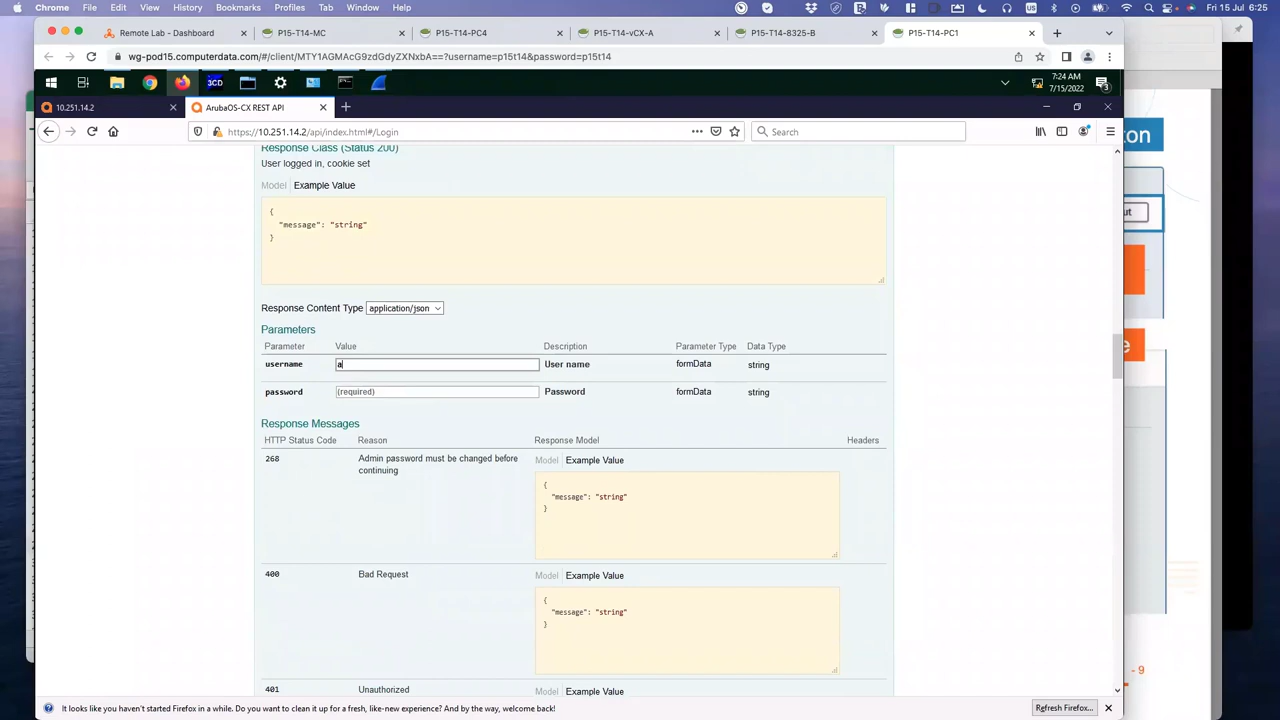 Chrome File Edit View History Bookmarks Profiles Tab Window Help
Fri Jul 15 6:25
Remote Lab - Dashboard
P15-T14-MC
P15-T14-PC4
P15-T14-vCX-A
P15-T14-8325-B
P15-T14-PC1
wg-pod15.computerdata.com/#/client/MTY1AGMAcG9zdGdyZXNxbA==?username=p15t14&password=p15t14
3CD
7:24 AM
7/15/2022
3
10.251.14.2
ArubaOS-CX REST API
https://10.251.14.2/api/index.html#/Login
Search
on
Response Class (Status 200)
User logged in, cookie set
Model Example Value
{
"message": "string"
}
ut
Response Content Type application/json
Parameters
Parameter Value Description Parameter Type Data Type
username a User name formData string
password (required) Password formData string
e
Response Messages
HTTP Status Code Reason Response Model Headers
268 Admin password must be changed before continuing Model Example Value
{
"message": "string"
}
400 Bad Request Model Example Value
{
"message": "string"
}
- 9
401 Unauthorized Model Example Value
It looks like you haven't started Firefox in a while. Do you want to clean it up for a fresh, like-new experience? And by the way, welcome back!
Refresh Firefox...